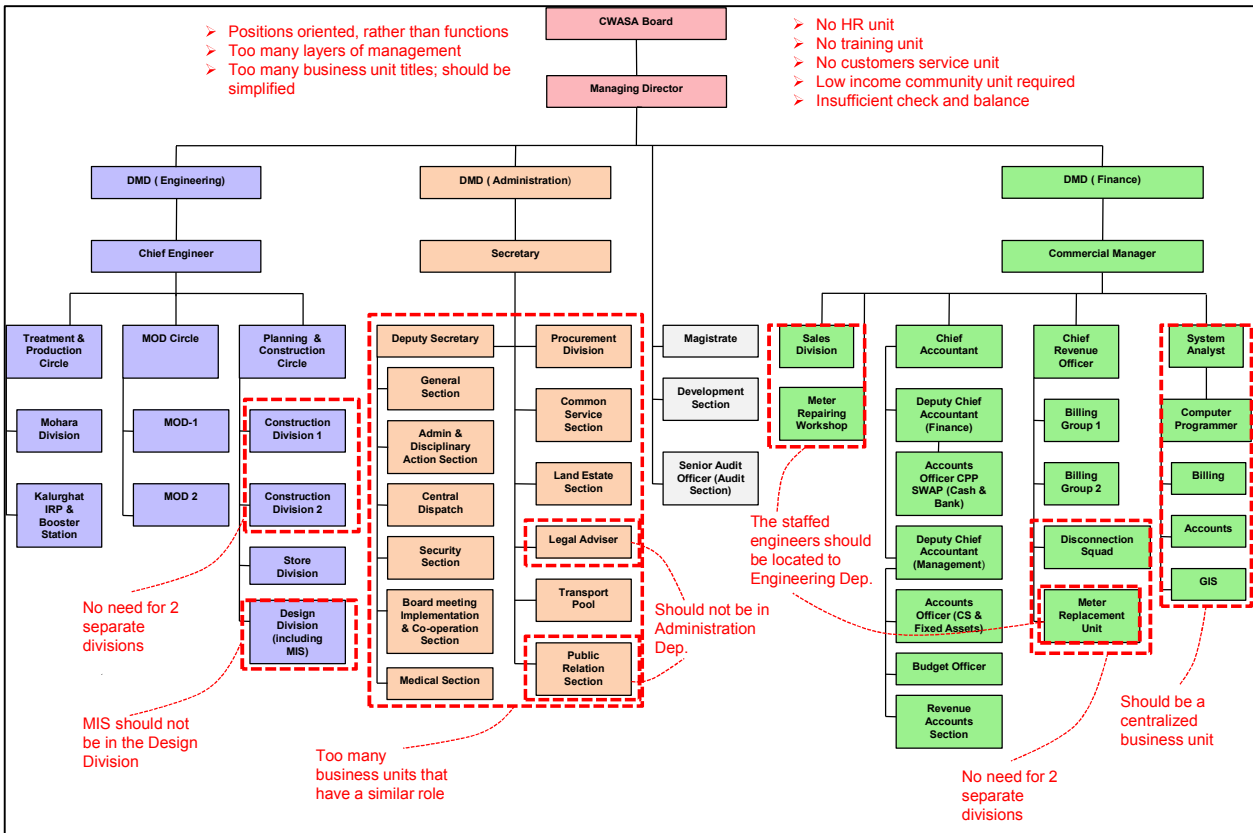 ➢ Positions oriented, rather than functions
➢ Too many layers of management
➢ Too many business unit titles; should be
simplified
CWASA Board
Managing Director
➢ No HR unit
➢ No training unit
➢ No customers service unit
➢ Low income community unit required
➢ Insufficient check and balance
DMD ( Engineering)
DMD ( Administration)
DMD ( Finance)
Chief Engineer
Secretary
Commercial Manager
Treatment &
Production
Circle
Mohara
Division
Kalurghat
IRP &
Booster
Station
MOD Circle
MOD-1
MOD 2
Planning &
Construction
Circle
Construction
Division 1
Construction
Division 2
Store
Division
Design
Division
(including
MIS)
Deputy Secretary
General
Section
Admin &
Disciplinary
Action Section
Central
Dispatch
Security
Section
Board meeting
Implementation
& Co-operation
Section
Medical Section
Procurement
Division
Common
Service
Section
Land Estate
Section
Legal Adviser
Transport
Pool
Public
Relation
Section
Magistrate
Development
Section
Senior Audit
Officer (Audit
Section)
Sales
Division
Meter
Repairing
Workshop
Chief
Accountant
Deputy Chief
Accountant
(Finance)
Accounts
Officer CPP
SWAP (Cash &
Bank)
Deputy Chief
Accountant
(Management)
Accounts
Officer (CS &
Fixed Assets)
Budget Officer
Revenue
Accounts
Section
Chief
Revenue
Officer
Billing
Group 1
Billing
Group 2
Disconnection
Squad
Meter
Replacement
Unit
System
Analyst
Computer
Programmer
Billing
Accounts
GIS
No need for 2
separate
divisions
MIS should not
be in the Design
Division
Too many
business units that
have a similar role
Should not be in
Administration
Dep.
The staffed
engineers should
be located to
Engineering Dep.
No need for 2
separate
divisions
Should be a
centralized
business unit